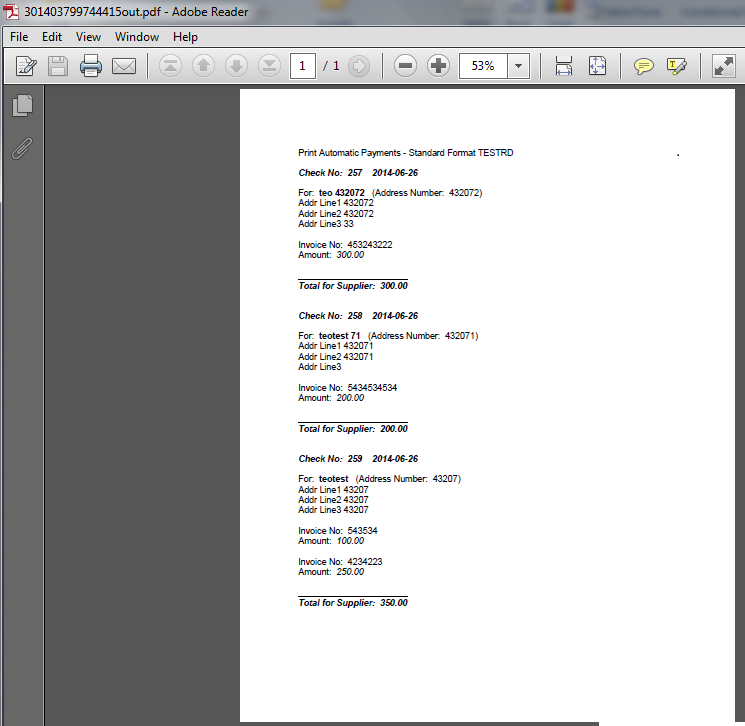 301403799744415out.pdf - Adobe Reader
File Edit View Window Help
1 / 1 53%
Print Automatic Payments - Standard Format TESTRD
Check No: 257 2014-06-26
For: teo 432072 (Address Number: 432072)
Addr Line1 432072
Addr Line2 432072
Addr Line3 33
Invoice No: 453243222
Amount: 300.00
Total for Supplier: 300.00
Check No: 258 2014-06-26
For: teotest 71 (Address Number: 432071)
Addr Line1 432071
Addr Line2 432071
Addr Line3
Invoice No: 5434534534
Amount: 200.00
Total for Supplier: 200.00
Check No: 259 2014-06-26
For: teotest (Address Number: 43207)
Addr Line1 43207
Addr Line2 43207
Addr Line3 43207
Invoice No: 543534
Amount: 100.00
Invoice No: 4234223
Amount: 250.00
Total for Supplier: 350.00